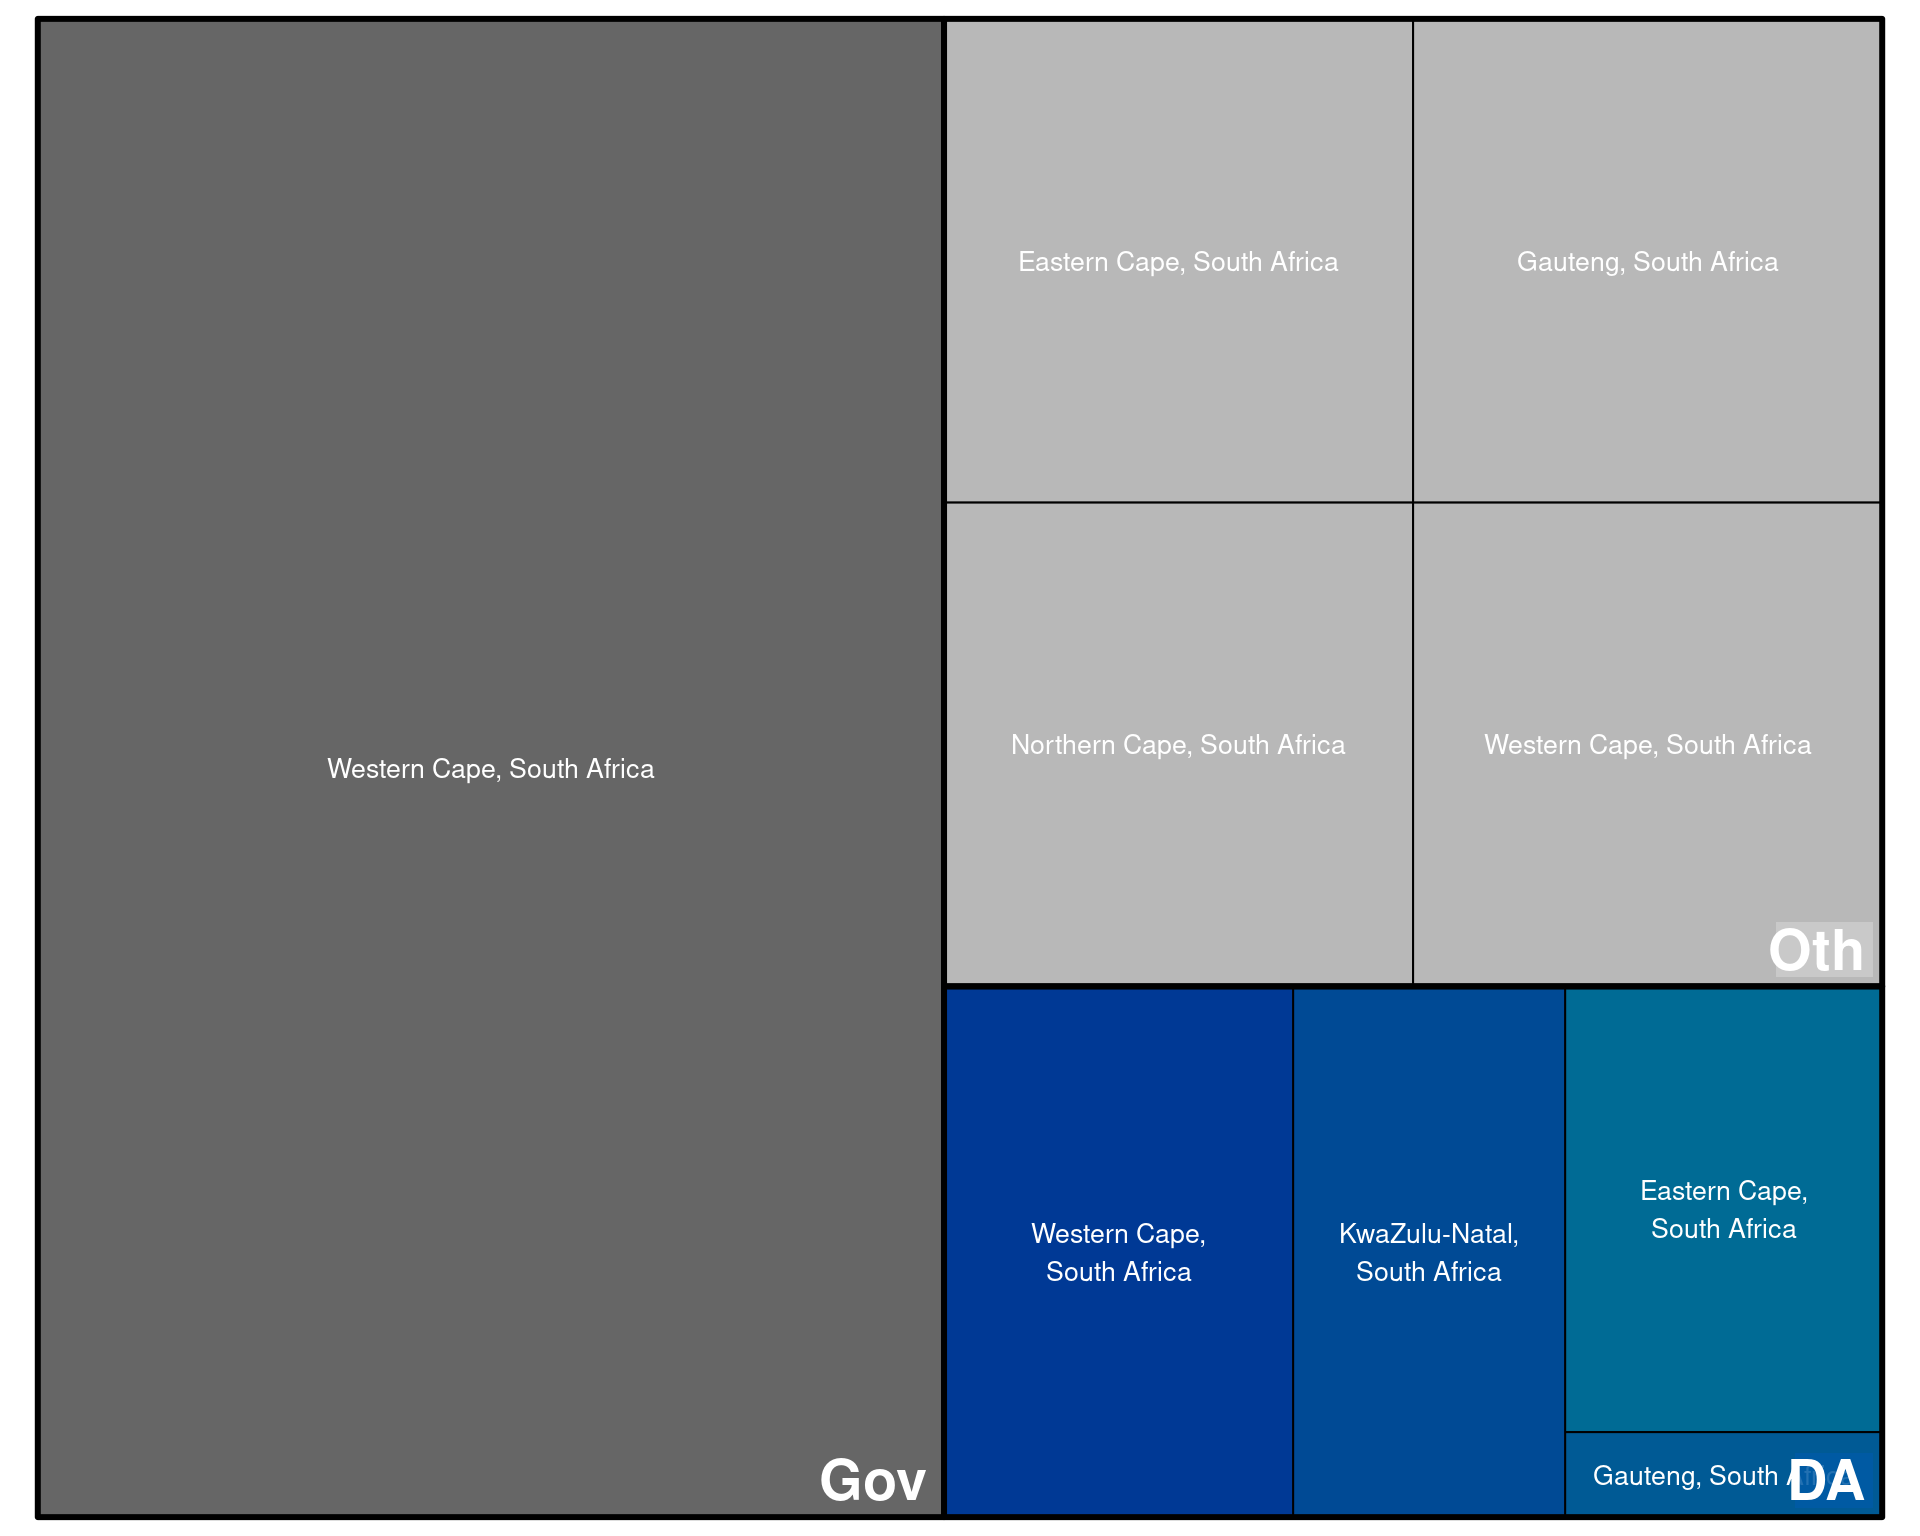 Western Cape, South Africa
Gov
Eastern Cape, South Africa
Gauteng, South Africa
Northern Cape, South Africa
Western Cape, South Africa
Oth
Western Cape,
South Africa
KwaZulu-Natal,
South Africa
Eastern Cape,
South Africa
Gauteng, South Africa
DA